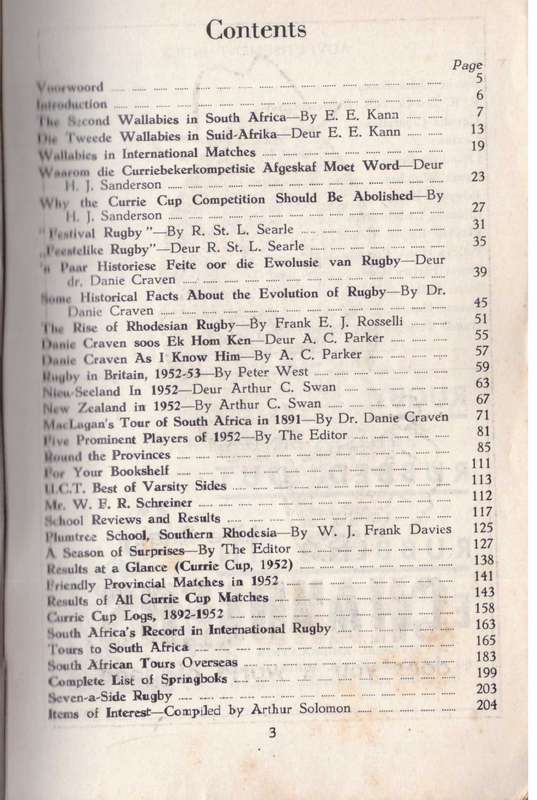 Contents
Page
Voorwoord 5
Introduction 6
The Second Wallabies in South Africa—By E. E. Kann 7
Die Tweede Wallabies in Suid-Afrika—Deur E. E. Kann 13
Wallabies in International Matches 19
Waarom die Curriebekerkompetisie Afgeskaf Moet Word—Deur
H. J. Sanderson 23
Why the Currie Cup Competition Should Be Abolished—By
H. J. Sanderson 27
"Festival Rugby"—By R. St. L. Searle 31
„Feestelike Rugby"—Deur R. St. L. Searle 35
'n Paar Historiese Feite oor die Ewolusie van Rugby—Deur
dr. Danie Craven 39
Some Historical Facts About the Evolution of Rugby—By Dr.
Danie Craven 45
The Rise of Rhodesian Rugby—By Frank E. J. Rosselli 51
Danie Craven soos Ek Hom Ken—Deur A. C. Parker 55
Danie Craven As I Know Him—By A. C. Parker 57
Rugby in Britain, 1952-53—By Peter West 59
Nieu-Seeland In 1952—Deur Arthur C. Swan 63
New Zealand in 1952—By Arthur C. Swan 67
MacLagan's Tour of South Africa in 1891—By Dr. Danie Craven 71
Five Prominent Players of 1952—By The Editor 81
Round the Provinces 85
For Your Bookshelf 111
U.C.T. Best of Varsity Sides 113
Mr. W. F. R. Schreiner 112
School Reviews and Results 117
Plumtree School, Southern Rhodesia—By W. J. Frank Davies 125
A Season of Surprises—By The Editor 127
Results at a Glance (Currie Cup, 1952) 138
Friendly Provincial Matches in 1952 141
Results of All Currie Cup Matches 143
Currie Cup Logs, 1892-1952 158
South Africa's Record in International Rugby 163
Tours to South Africa 165
South African Tours Overseas 183
Complete List of Springboks 199
Seven-a-Side Rugby 203
Items of Interest—Compiled by Arthur Solomon 204
3